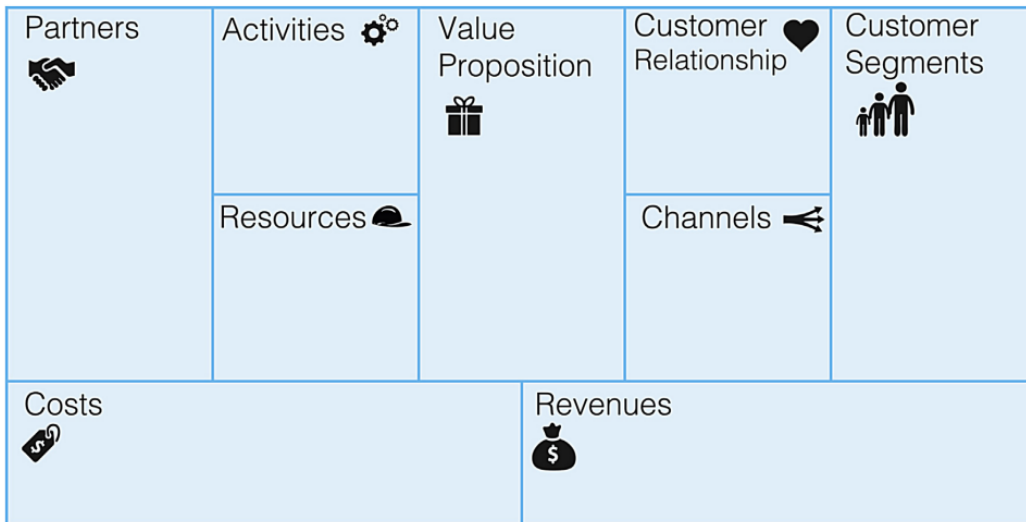 Partners
Activities
Value
Proposition
Customer
Relationship
Customer
Segments
Resources
Channels
Costs
$
Revenues
$